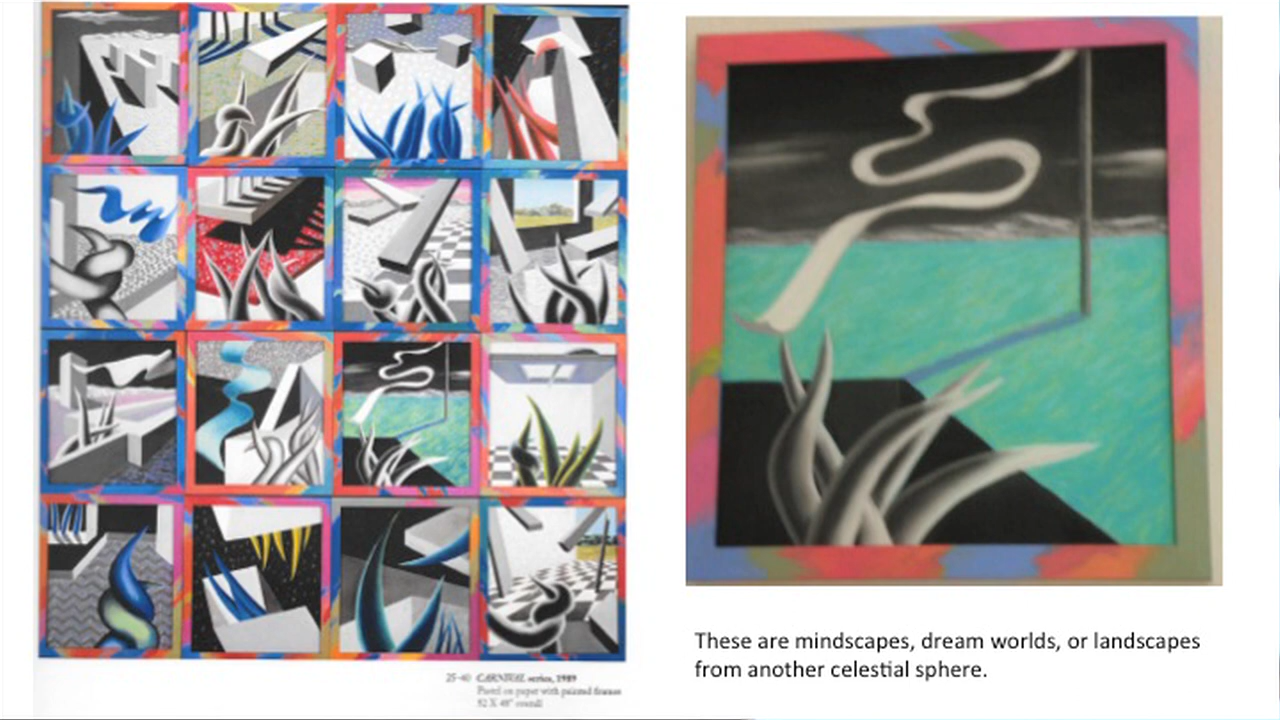 25-40 CARNIVAL series, 1989
Pastel on paper with painted frames
52 X 48" overall
These are mindscapes, dream worlds, or landscapes
from another celestial sphere.